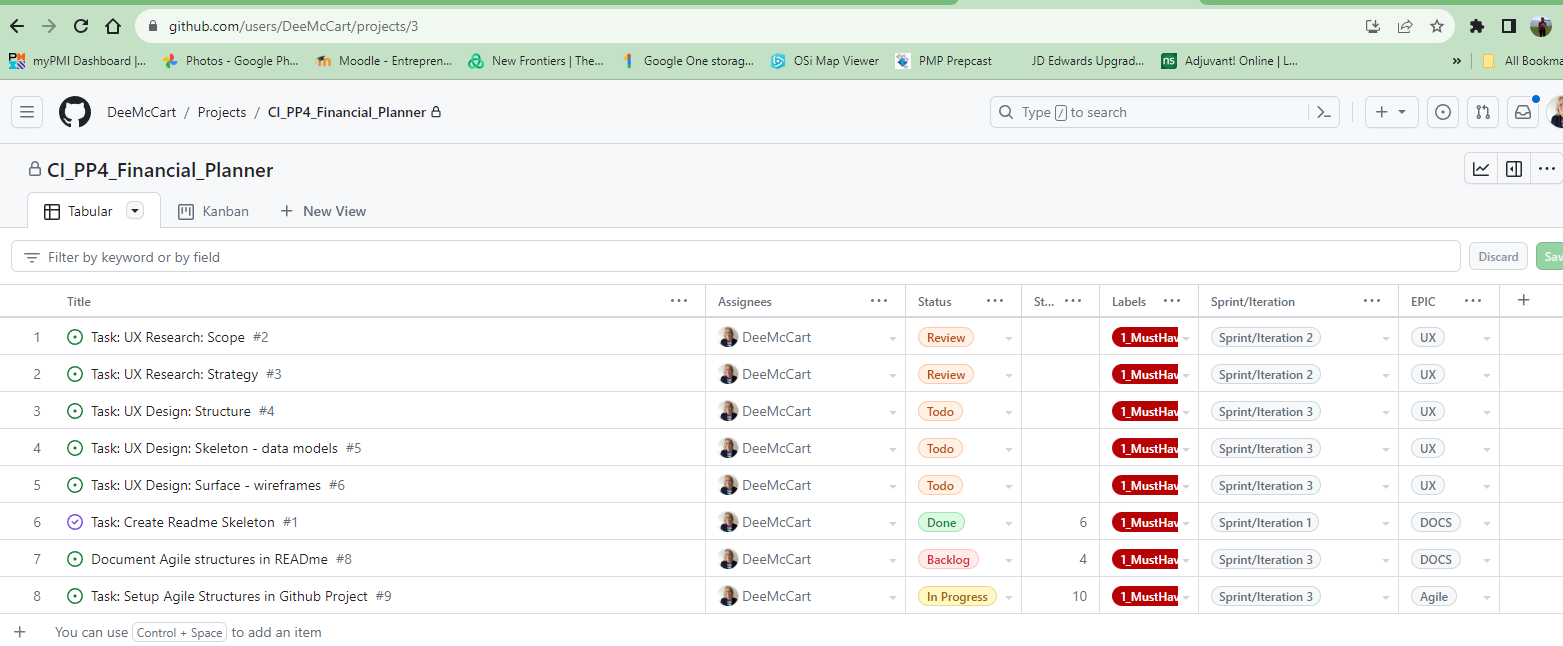 github.com/users/DeeMcCart/projects/3
myPMI Dashboard |... Photos - Google Ph... Moodle - Entrepren... New Frontiers | The... Google One storag... OSi Map Viewer PMP Prepcast JD Edwards Upgrad... ns Adjuvant! Online | L... » All Bookma
DeeMcCart / Projects / CI_PP4_Financial_Planner Type / to search
CI_PP4_Financial_Planner
Tabular Kanban + New View
Filter by keyword or by field Discard Sav
Title ... Assignees ... Status ... St... ... Labels ... Sprint/Iteration ... EPIC ... +
1 Task: UX Research: Scope #2 DeeMcCart Review 1_MustHav Sprint/Iteration 2 UX
2 Task: UX Research: Strategy #3 DeeMcCart Review 1_MustHav Sprint/Iteration 2 UX
3 Task: UX Design: Structure #4 DeeMcCart Todo 1_MustHav Sprint/Iteration 3 UX
4 Task: UX Design: Skeleton - data models #5 DeeMcCart Todo 1_MustHav Sprint/Iteration 3 UX
5 Task: UX Design: Surface - wireframes #6 DeeMcCart Todo 1_MustHav Sprint/Iteration 3 UX
6 Task: Create Readme Skeleton #1 DeeMcCart Done 6 1_MustHav Sprint/Iteration 1 DOCS
7 Document Agile structures in READme #8 DeeMcCart Backlog 4 1_MustHav Sprint/Iteration 3 DOCS
8 Task: Setup Agile Structures in Github Project #9 DeeMcCart In Progress 10 1_MustHav Sprint/Iteration 3 Agile
+ You can use Control + Space to add an item